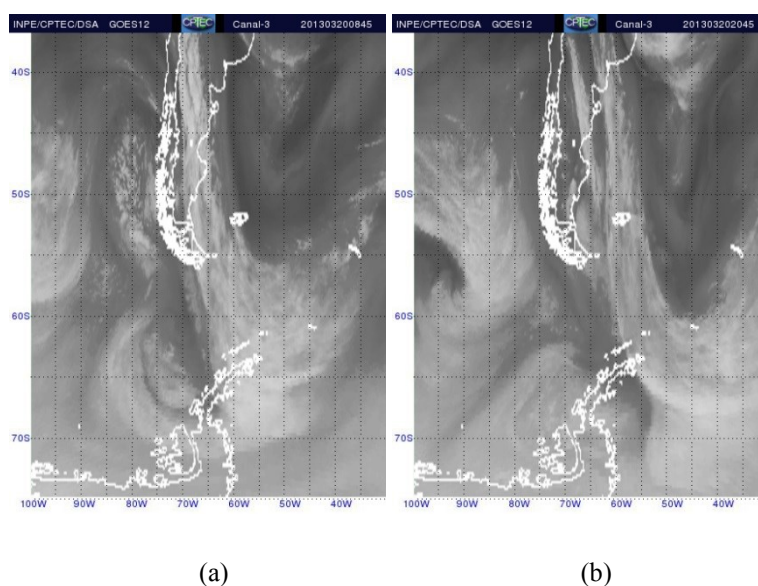 INPE/CPTEC/DSA GOES12 CPTEC Canal-3 201303200845
40S
50S
60S
70S
100W 90W 80W 70W 60W 50W 40W
(a)
INPE/CPTEC/DSA GOES12 CPTEC Canal-3 201303202045
40S
50S
60S
70S
100W 90W 80W 70W 60W 50W 40W
(b)